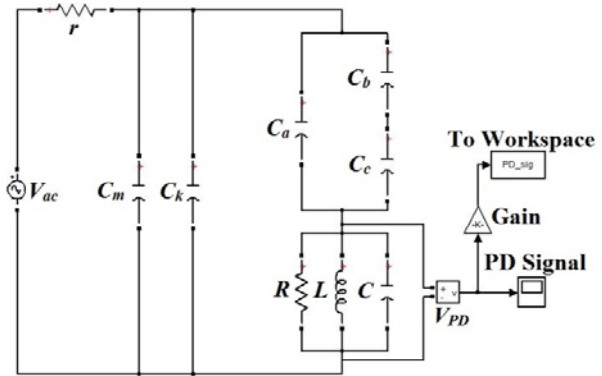 r
C_b
C_a
To Workspace
PD_sig
C_c
V_ac
C_m
C_k
-K-
Gain
PD Signal
R
L
C
+
-
v
V_PD